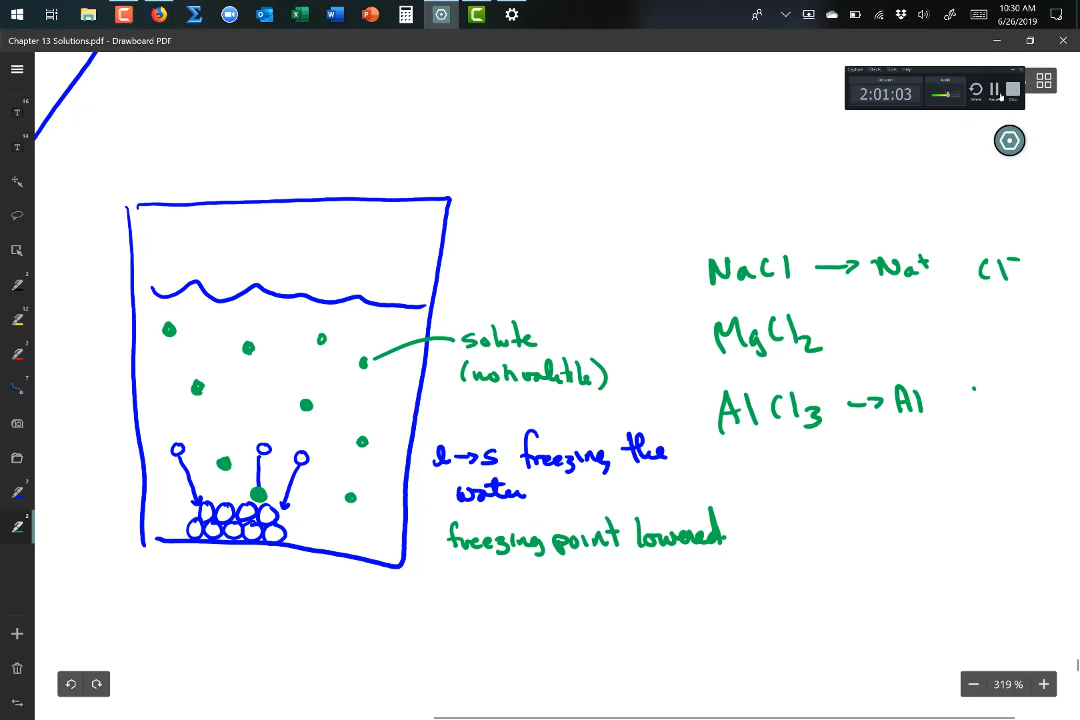 10:30 AM
6/26/2019
Chapter 13 Solutions.pdf - Drawboard PDF
2:01:03
NaCl → Na+ Cl-
MgCl2
AlCl3 → Al
solute
(nonvolitile)
l → s freezing the
water
freezing point lowered.
319 %